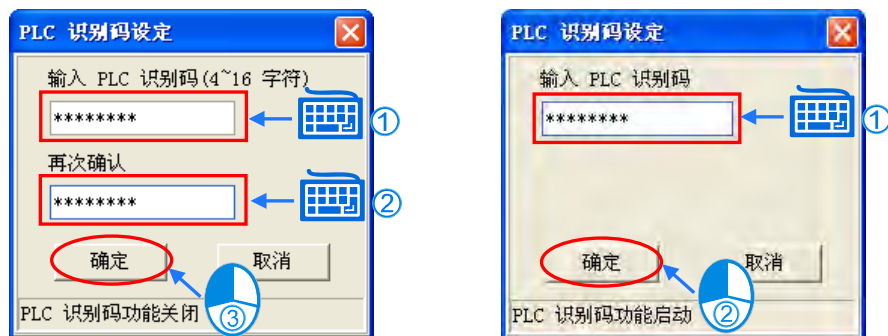 PLC 识别码设定
输入 PLC 识别码(4~16 字符)
********
①
再次确认
********
②
确定
取消
③
PLC 识别码功能关闭
PLC 识别码设定
输入 PLC 识别码
********
①
确定
取消
②
PLC 识别码功能启动